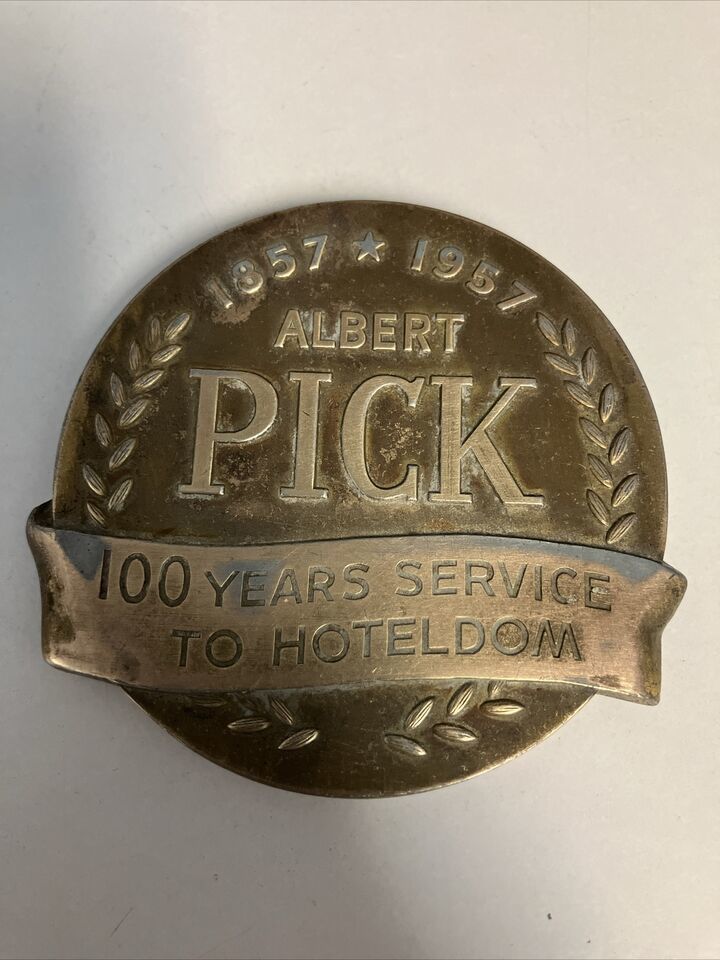 1857 ★ 1957
ALBERT
PICK
100 YEARS SERVICE
TO HOTELDOM